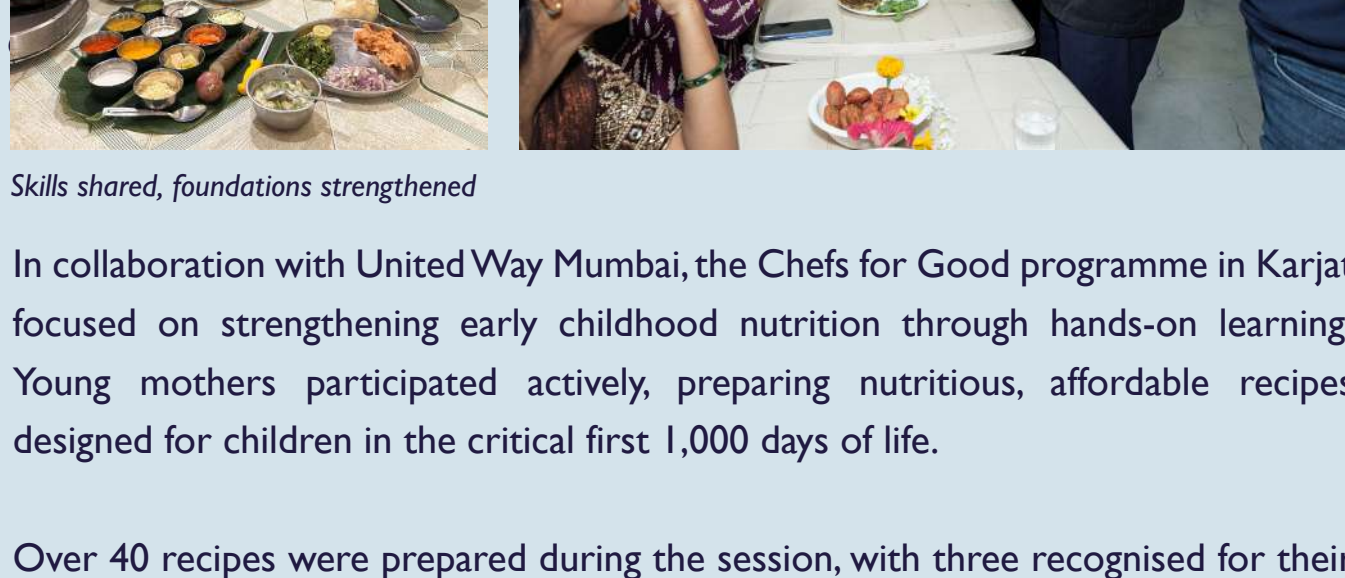 Skills shared, foundations strengthened
In collaboration with United Way Mumbai, the Chefs for Good programme in Karjat
focused on strengthening early childhood nutrition through hands-on learning.
Young mothers participated actively, preparing nutritious, affordable recipes
designed for children in the critical first 1,000 days of life.
Over 40 recipes were prepared during the session, with three recognised for their